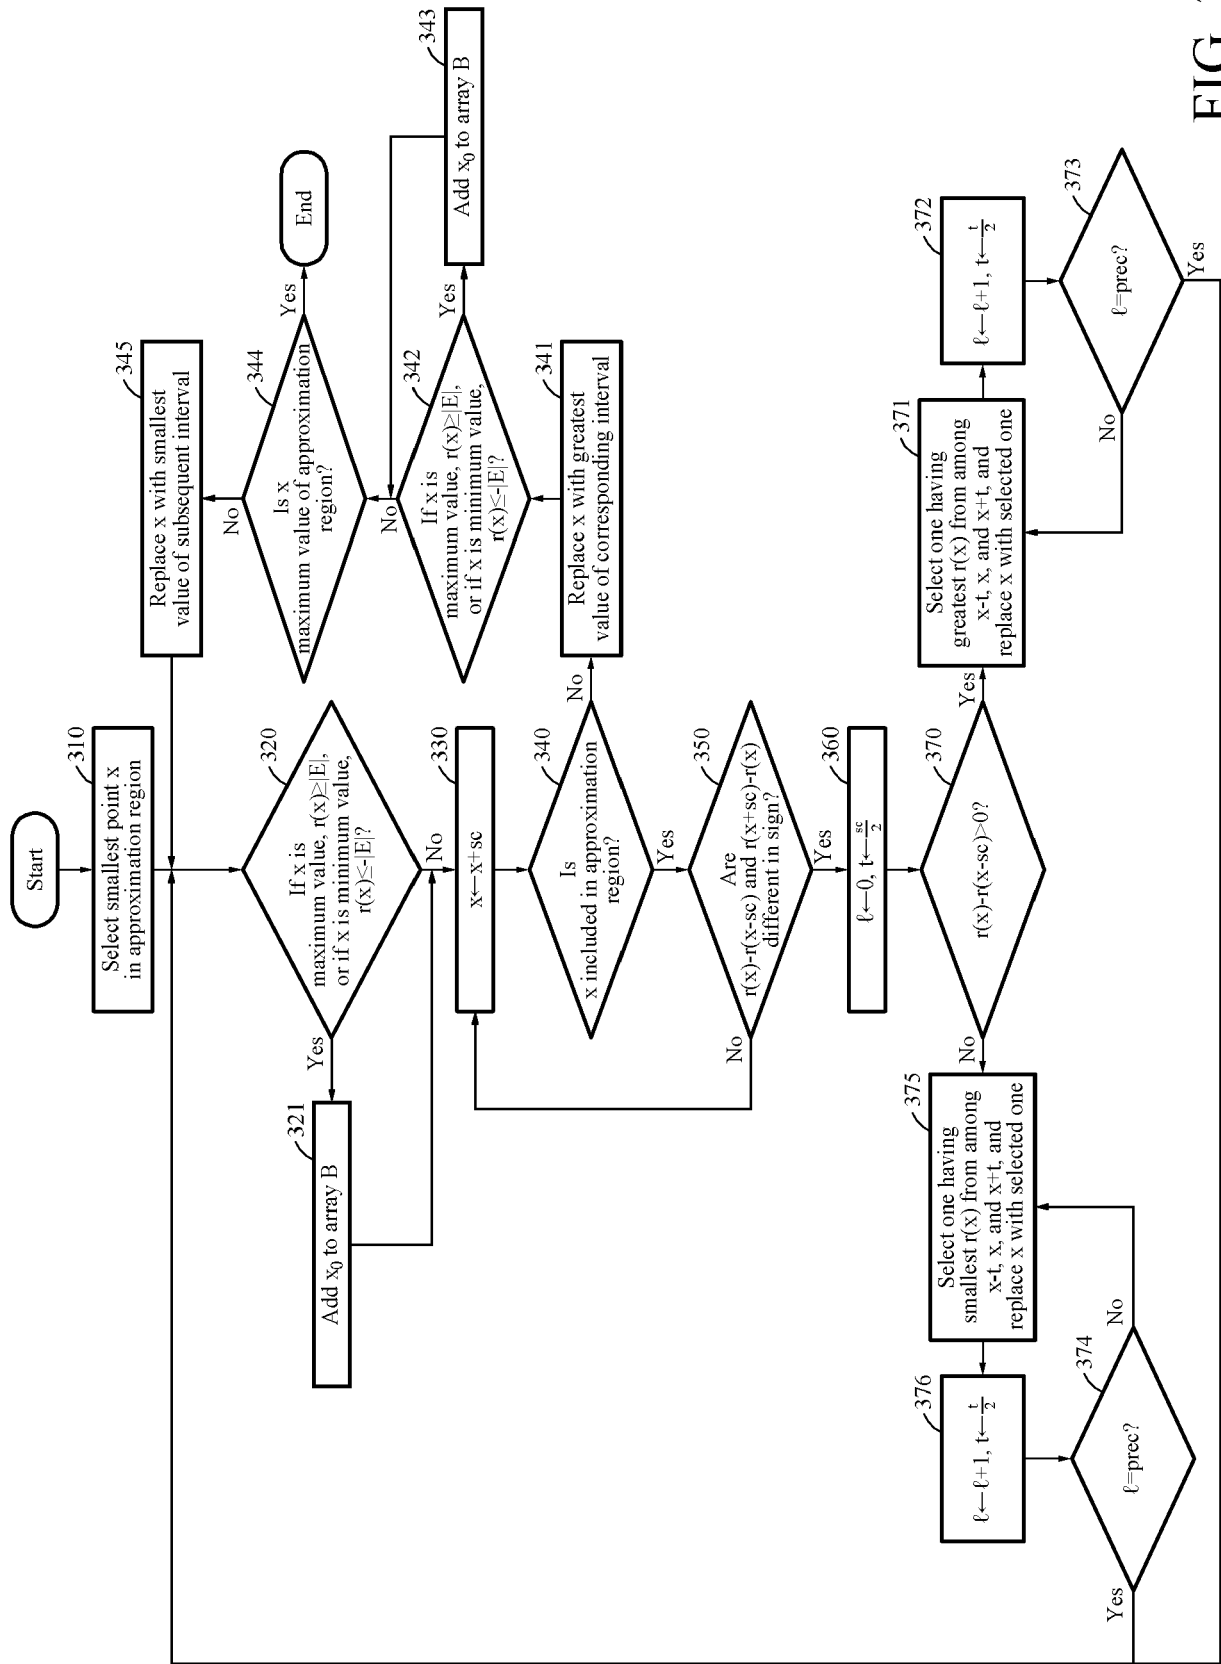 Start
310
Select smallest point x
in approximation region
345
Replace x with smallest
value of subsequent interval
320
If x is
maximum value, r(x)≥|E|,
or if x is minimum value,
r(x)≤-|E|?
Yes
No
321
Add x₀ to array B
344
Is x
maximum value of approximation
region?
No
Yes
End
330
x←x+sc
342
If x is
maximum value, r(x)≥|E|,
or if x is minimum value,
r(x)≤-|E|?
No
Yes
343
Add x₀ to array B
340
Is
x included in approximation
region?
No
Yes
341
Replace x with greatest
value of corresponding interval
350
Are
r(x)-r(x-sc) and r(x+sc)-r(x)
different in sign?
No
Yes
360
ℓ←0, t←sc/2
370
r(x)-r(x-sc)>0?
No
Yes
375
Select one having
smallest r(x) from among
x-t, x, and x+t, and
replace x with selected one
376
ℓ←ℓ+1, t←t/2
374
ℓ=prec?
No
Yes
371
Select one having
greatest r(x) from among
x-t, x, and x+t, and
replace x with selected one
372
ℓ←ℓ+1, t←t/2
373
ℓ=prec?
No
Yes
FIG.